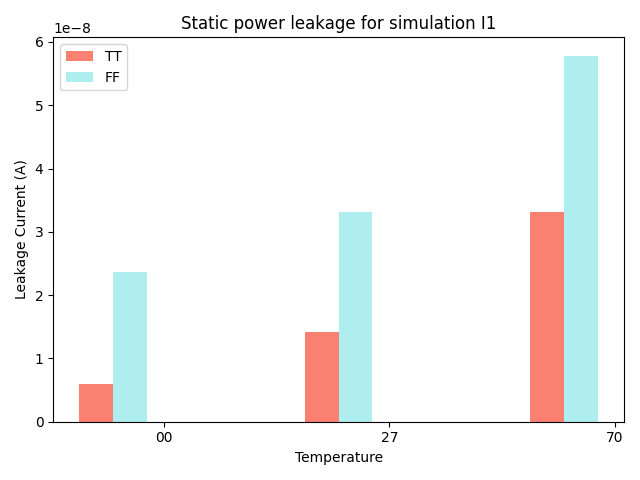 Static power leakage for simulation I1
1e−8
TT
FF
6
5
4
3
2
1
0
Leakage Current (A)
00
27
70
Temperature